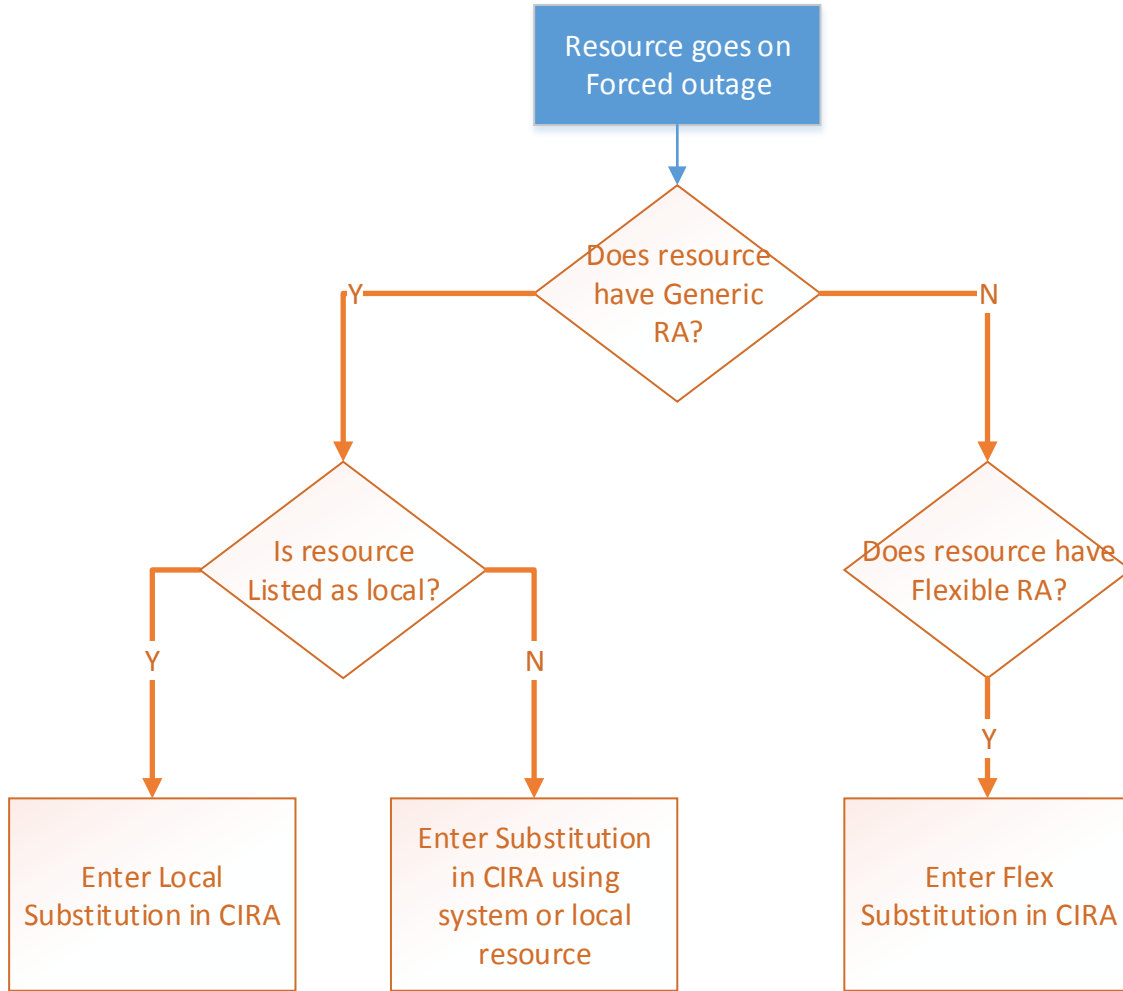 Resource goes on
Forced outage
Does resource
have Generic
RA?
Y
N
Is resource
Listed as local?
Does resource have
Flexible RA?
Y
N
Y
Enter Local
Substitution in CIRA
Enter Substitution
in CIRA using
system or local
resource
Enter Flex
Substitution in CIRA